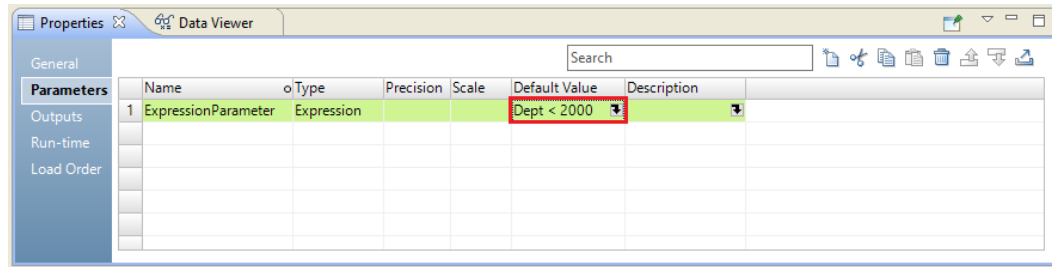 Properties Data Viewer
Search
General
Parameters
Outputs
Run-time
Load Order
Name Type Precision Scale Default Value Description
1 ExpressionParameter Expression Dept < 2000